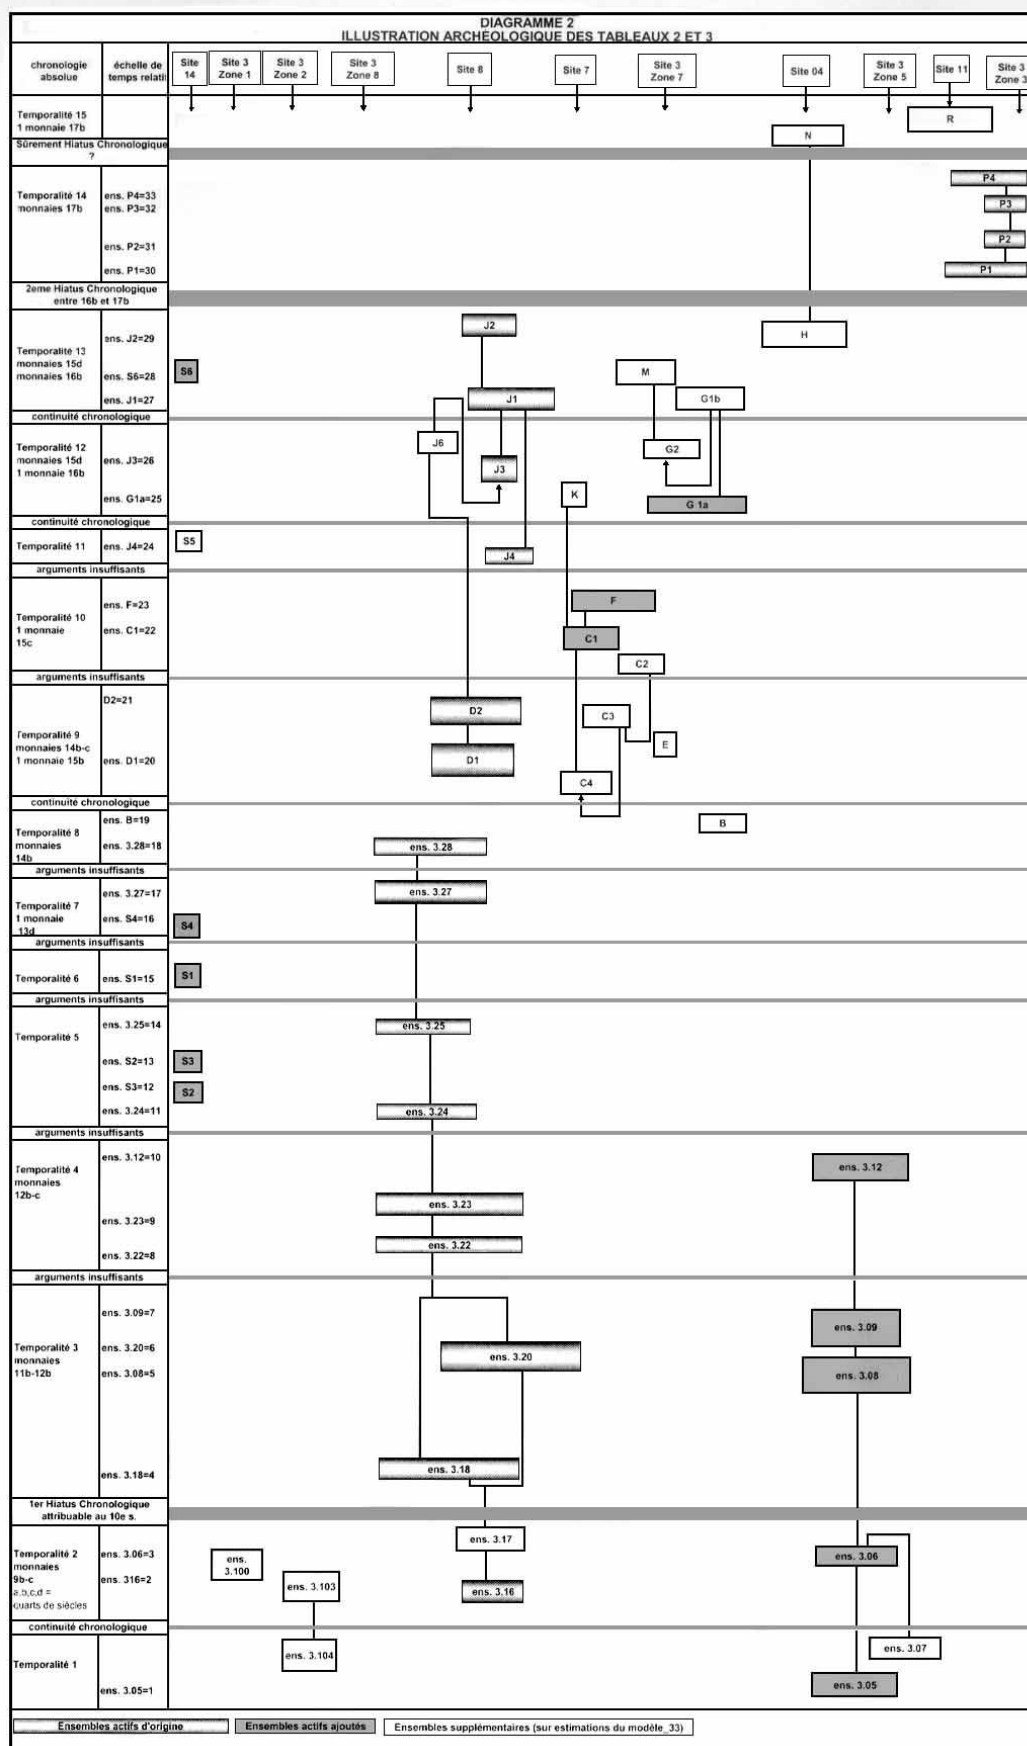 DIAGRAMME 2
ILLUSTRATION ARCHÉOLOGIQUE DES TABLEAUX 2 ET 3
chronologie absolue
échelle de temps relati
Site 14
Site 3 Zone 1
Site 3 Zone 2
Site 3 Zone 8
Site 8
Site 7
Site 3 Zone 7
Site 04
Site 3 Zone 5
Site 11
Site 3 Zone 3
Temporalité 15
1 monnaie 17b
R
N
Sûrement Hiatus Chronologique
?
Temporalité 14
monnaies 17b
ens. P4=33
ens. P3=32
ens. P2=31
ens. P1=30
P4
P3
P2
P1
2eme Hiatus Chronologique
entre 16b et 17b
Temporalité 13
monnaies 15d
monnaies 16b
ens. J2=29
ens. S6=28
ens. J1=27
J2
H
S6
M
J1
G1b
continuité chronologique
Temporalité 12
monnaies 15d
1 monnaie 16b
ens. J3=26
ens. G1a=25
J6
G2
J3
K
G 1a
continuité chronologique
Temporalité 11
ens. J4=24
S5
J4
arguments insuffisants
Temporalité 10
1 monnaie
15c
ens. F=23
ens. C1=22
F
C1
C2
arguments insuffisants
D2=21
Temporalité 9
monnaies 14b-c
1 monnaie 15b
ens. D1=20
D2
C3
E
D1
C4
continuité chronologique
Temporalité 8
monnaies
14b
ens. B=19
ens. 3.28=18
B
ens. 3.28
arguments insuffisants
Temporalité 7
1 monnaie
13d
ens. 3.27=17
ens. S4=16
ens. 3.27
S4
arguments insuffisants
Temporalité 6
ens. S1=15
S1
arguments insuffisants
Temporalité 5
ens. 3.25=14
ens. S2=13
ens. S3=12
ens. 3.24=11
ens. 3.25
S3
S2
ens. 3.24
arguments insuffisants
Temporalité 4
monnaies
12b-c
ens. 3.12=10
ens. 3.23=9
ens. 3.22=8
ens. 3.12
ens. 3.23
ens. 3.22
arguments insuffisants
Temporalité 3
monnaies
11b-12b
ens. 3.09=7
ens. 3.20=6
ens. 3.08=5
ens. 3.18=4
ens. 3.09
ens. 3.20
ens. 3.08
ens. 3.18
1er Hiatus Chronologique
attribuable au 10e s.
Temporalité 2
monnaies
9b-c
a,b,c,d =
quarts de siècles
ens. 3.06=3
ens. 316=2
ens. 3.17
ens. 3.06
ens. 3.100
ens. 3.103
ens. 3.16
continuité chronologique
Temporalité 1
ens. 3.05=1
ens. 3.104
ens. 3.07
ens. 3.05
Ensembles actifs d'origine
Ensembles actifs ajoutés
Ensembles supplémentaires (sur estimations du modèle_33)